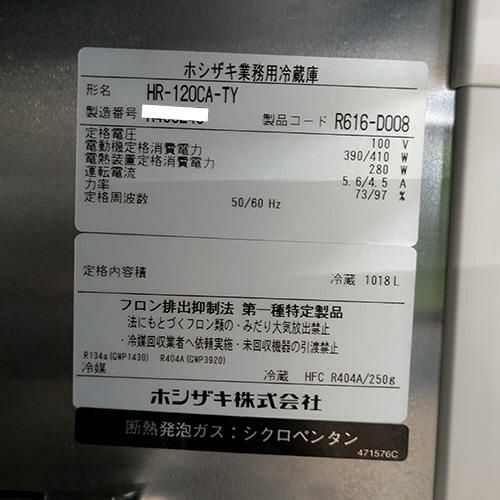 ホシザキ業務用冷蔵庫
形名 HR-120CA-TY
製造番号
製品コード R616-D008
定格電圧 100 V
電動機定格消費電力 390/410 W
電熱装置定格消費電力 280 W
運転電流 5.6/4.5 A
力率 73/97 %
定格周波数 50/60 Hz
定格内容積 冷蔵 1018L
フロン排出抑制法 第一種特定製品
法にもとづくフロン類の・みだり大気放出禁止
・冷媒回収業者へ依頼実施・未回収機器の引渡禁止
R134a(GWP1430) R404A(GWP3920)
冷媒 冷蔵 HFC R404A/250g
ホシザキ株式会社
断熱発泡ガス：シクロペンタン
471576C